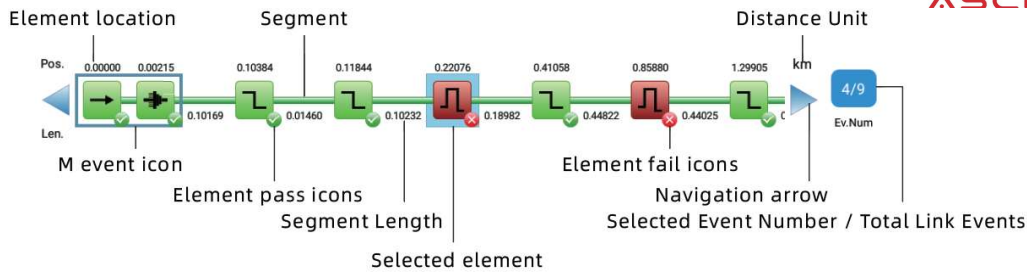 Element location
Segment
Distance Unit
Pos.
0.00000
0.00215
0.10384
0.11844
0.22076
0.41058
0.85880
1.29905
km
4/9
Len.
0.10169
0.01460
0.10232
0.18982
0.44822
0.44025
Ev.Num
M event icon
Element fail icons
Element pass icons
Navigation arrow
Segment Length
Selected Event Number / Total Link Events
Selected element